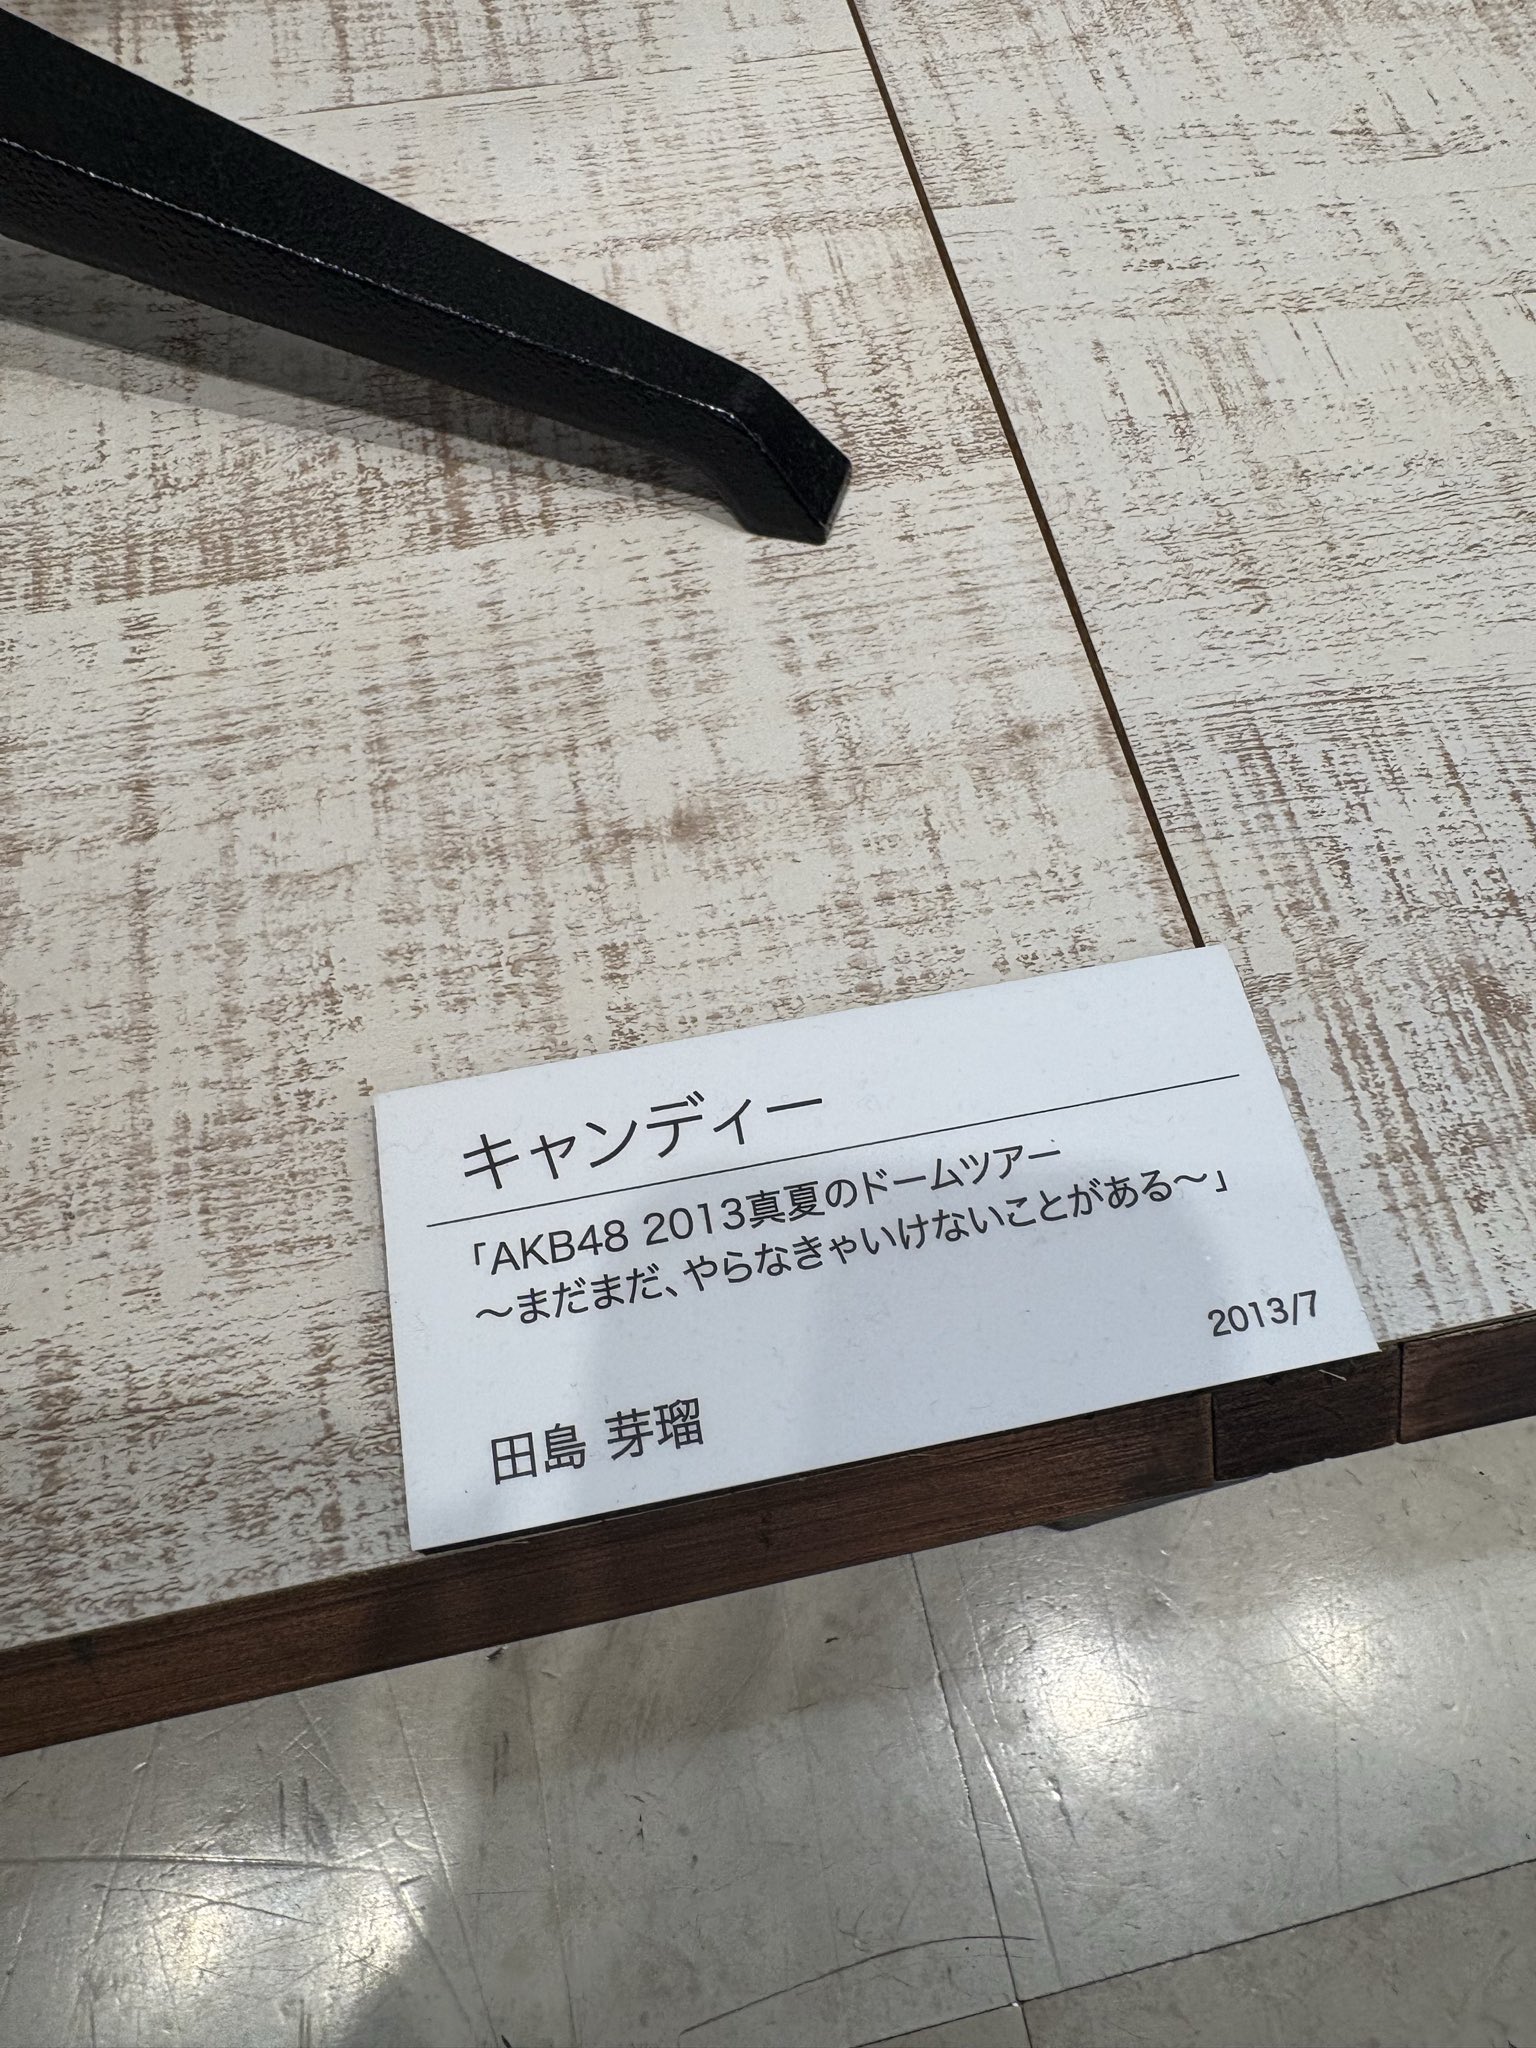 キャンディー
「AKB48 2013真夏のドームツアー
～まだまだ、やらなきゃいけないことがある～」
2013/7
田島 芽瑠